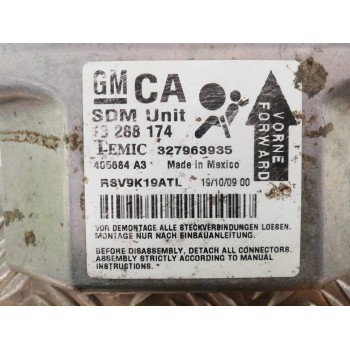 GM CA
SDM Unit
13 268 174
TEMIC 327963935
405684 A3 Made in Mexico
VORNE
FORWARD
R8V9K19ATL 19/10/09 00
VOR DEMONTAGE ALLE STECKVERBINDUNGEN LOESEN.
MONTAGE NUR NACH EINBAUANLEITUNG.
BEFORE DISASSEMBLY, DETACH ALL CONNECTORS.
ASSEMBLY STRICTLY ACCORDING TO MANUAL
INSTRUCTIONS.